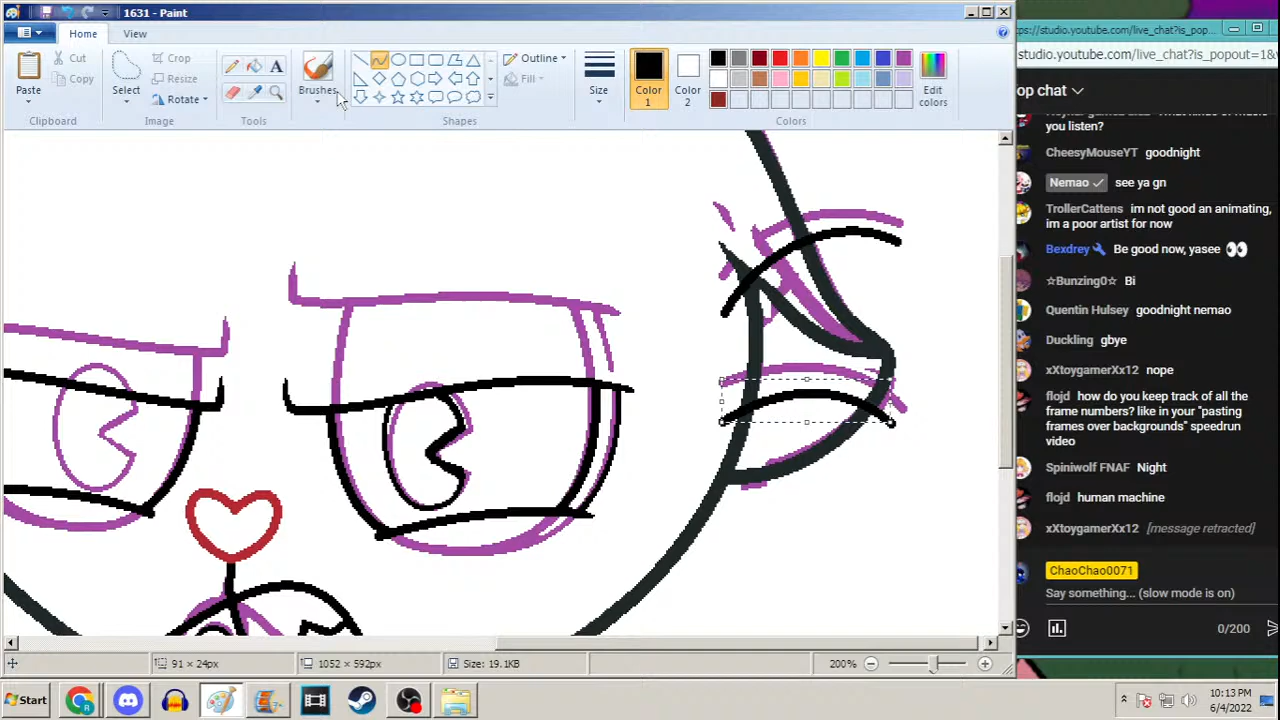 1631 - Paint
Home
View
Paste
Cut
Copy
Clipboard
Select
Crop
Resize
Rotate
Image
A
Tools
Brushes
Outline
Fill
Shapes
Size
Color 1
Color 2
Edit colors
Colors
91 × 24px
1052 × 592px
Size: 19.1KB
200%
studio.youtube.com/live_chat?is_pop...
studio.youtube.com/live_chat?is_popout=1&
op chat
you listen?
CheesyMouseYT goodnight
Nemao see ya gn
TrollerCattens im not good an animating,
im a poor artist for now
Bexdrey Be good now, yasee 👀
☆Bunzing0☆ Bi
Quentin Hulsey goodnight nemao
Duckling gbye
xXtoygamerXx12 nope
flojd how do you keep track of all
the frame numbers? like in your "pasting
frames over backgrounds" speedrun
video
Spiniwolf FNAF Night
flojd human machine
xXtoygamerXx12 [message retracted]
ChaoChao0071
Say something... (slow mode is on)
0/200
Start
10:13 PM
6/4/2022